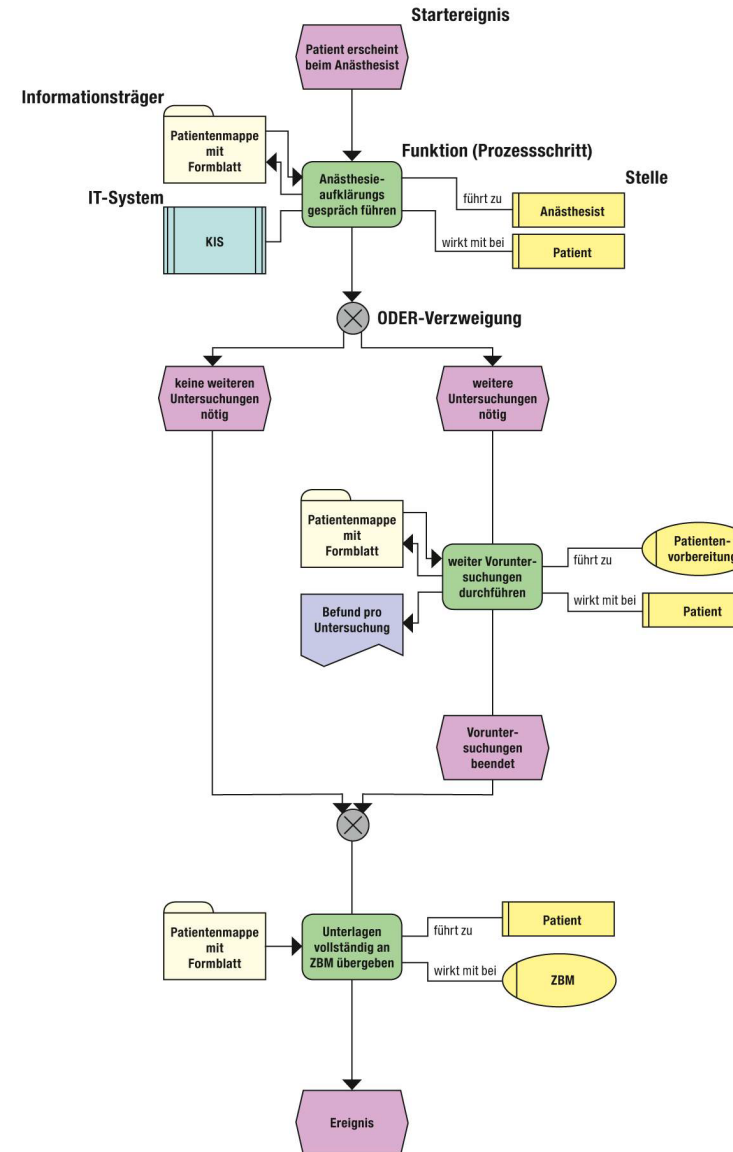 Startereignis
Patient erscheint
beim Anästhesist
Informationsträger
Patientenmappe
mit
Formblatt
Funktion (Prozessschritt)
Anästhesie-
aufklärungs
gespräch führen
Stelle
führt zu
Anästhesist
IT-System
KIS
wirkt mit bei
Patient
ODER-Verzweigung
keine weiteren
Untersuchungen
nötig
weitere
Untersuchungen
nötig
Patientenmappe
mit
Formblatt
weiter Vorunter-
suchungen
durchführen
führt zu
Patienten-
vorbereitung
Befund pro
Untersuchung
wirkt mit bei
Patient
Vorunter-
suchungen
beendet
Patientenmappe
mit
Formblatt
Unterlagen
vollständig an
ZBM übergeben
führt zu
Patient
wirkt mit bei
ZBM
Ereignis